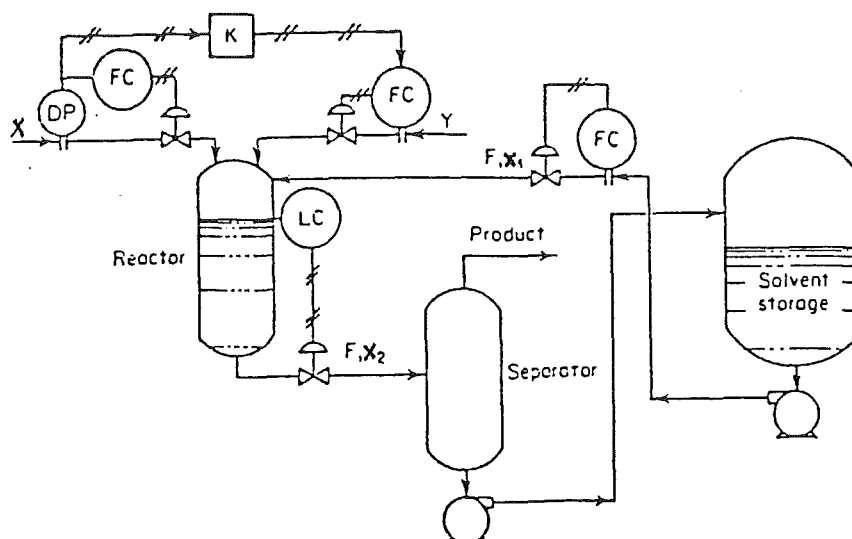 K
FC
FC
DP
FC
X
Y
F, X₁
LC
Product
Reactor
Solvent
storage
F, X₂
Separator